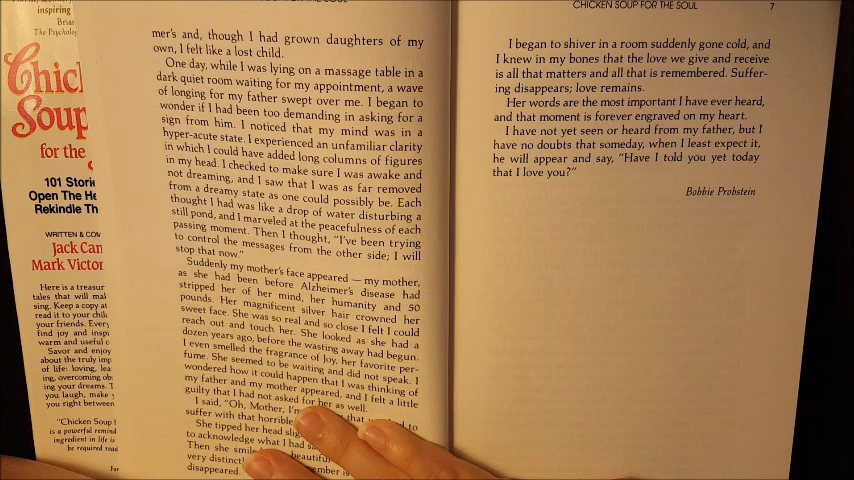 inspiring
Brian
The Psycholo
Chic
Soup
for the
101 Storie
Open The He
Rekindle Th
WRITTEN & COM
Jack Can
Mark Victor
Here is a treasur
tales that will mal
sing. Keep a copy at
read it to your child
your friends. Every
find joy and inspi
warm and useful c
Savor and enjoy
about the truly imp
of life: loving, lea
ing, overcoming ob
ing your dreams. T
you laugh, make
you right between
"Chicken Soup
is a powerful remind
ingredient in life is
be required read
mer's and, though I had grown daughters of my
own, I felt like a lost child.
One day, while I was lying on a massage table in a
dark quiet room waiting for my appointment, a wave
of longing for my father swept over me. I began to
wonder if I had been too demanding in asking for a
sign from him. I noticed that my mind was in a
hyper-acute state. I experienced an unfamiliar clarity
in which I could have added long columns of figures
in my head. I checked to make sure I was awake and
not dreaming, and I saw that I was as far removed
from a dreamy state as one could possibly be. Each
thought I had was like a drop of water disturbing a
still pond, and I marveled at the peacefulness of each
passing moment. Then I thought, "I've been trying
to control the messages from the other side; I will
stop that now."
Suddenly my mother's face appeared — my mother,
as she had been before Alzheimer's disease had
stripped her of her mind, her humanity and 50
pounds. Her magnificent silver hair crowned her
sweet face. She was so real and so close I felt I could
reach out and touch her. She looked as she had a
dozen years ago, before the wasting away had begun.
I even smelled the fragrance of Joy, her favorite per-
fume. She seemed to be waiting and did not speak. I
wondered how it could happen that I was thinking of
my father and my mother appeared, and I felt a little
guilty that I had not asked for her as well.
I said, "Oh, Mother, I'm that to
suffer with that horrible
She tipped her head slig
to acknowledge what I had
Then she smile beautiful
very distinct
disappeared.
CHICKEN SOUP FOR THE SOUL 7
I began to shiver in a room suddenly gone cold, and
I knew in my bones that the love we give and receive
is all that matters and all that is remembered. Suffer-
ing disappears; love remains.
Her words are the most important I have ever heard,
and that moment is forever engraved on my heart.
I have not yet seen or heard from my father, but I
have no doubts that someday, when I least expect it,
he will appear and say, "Have I told you yet today
that I love you?"
Bobbie Probstein